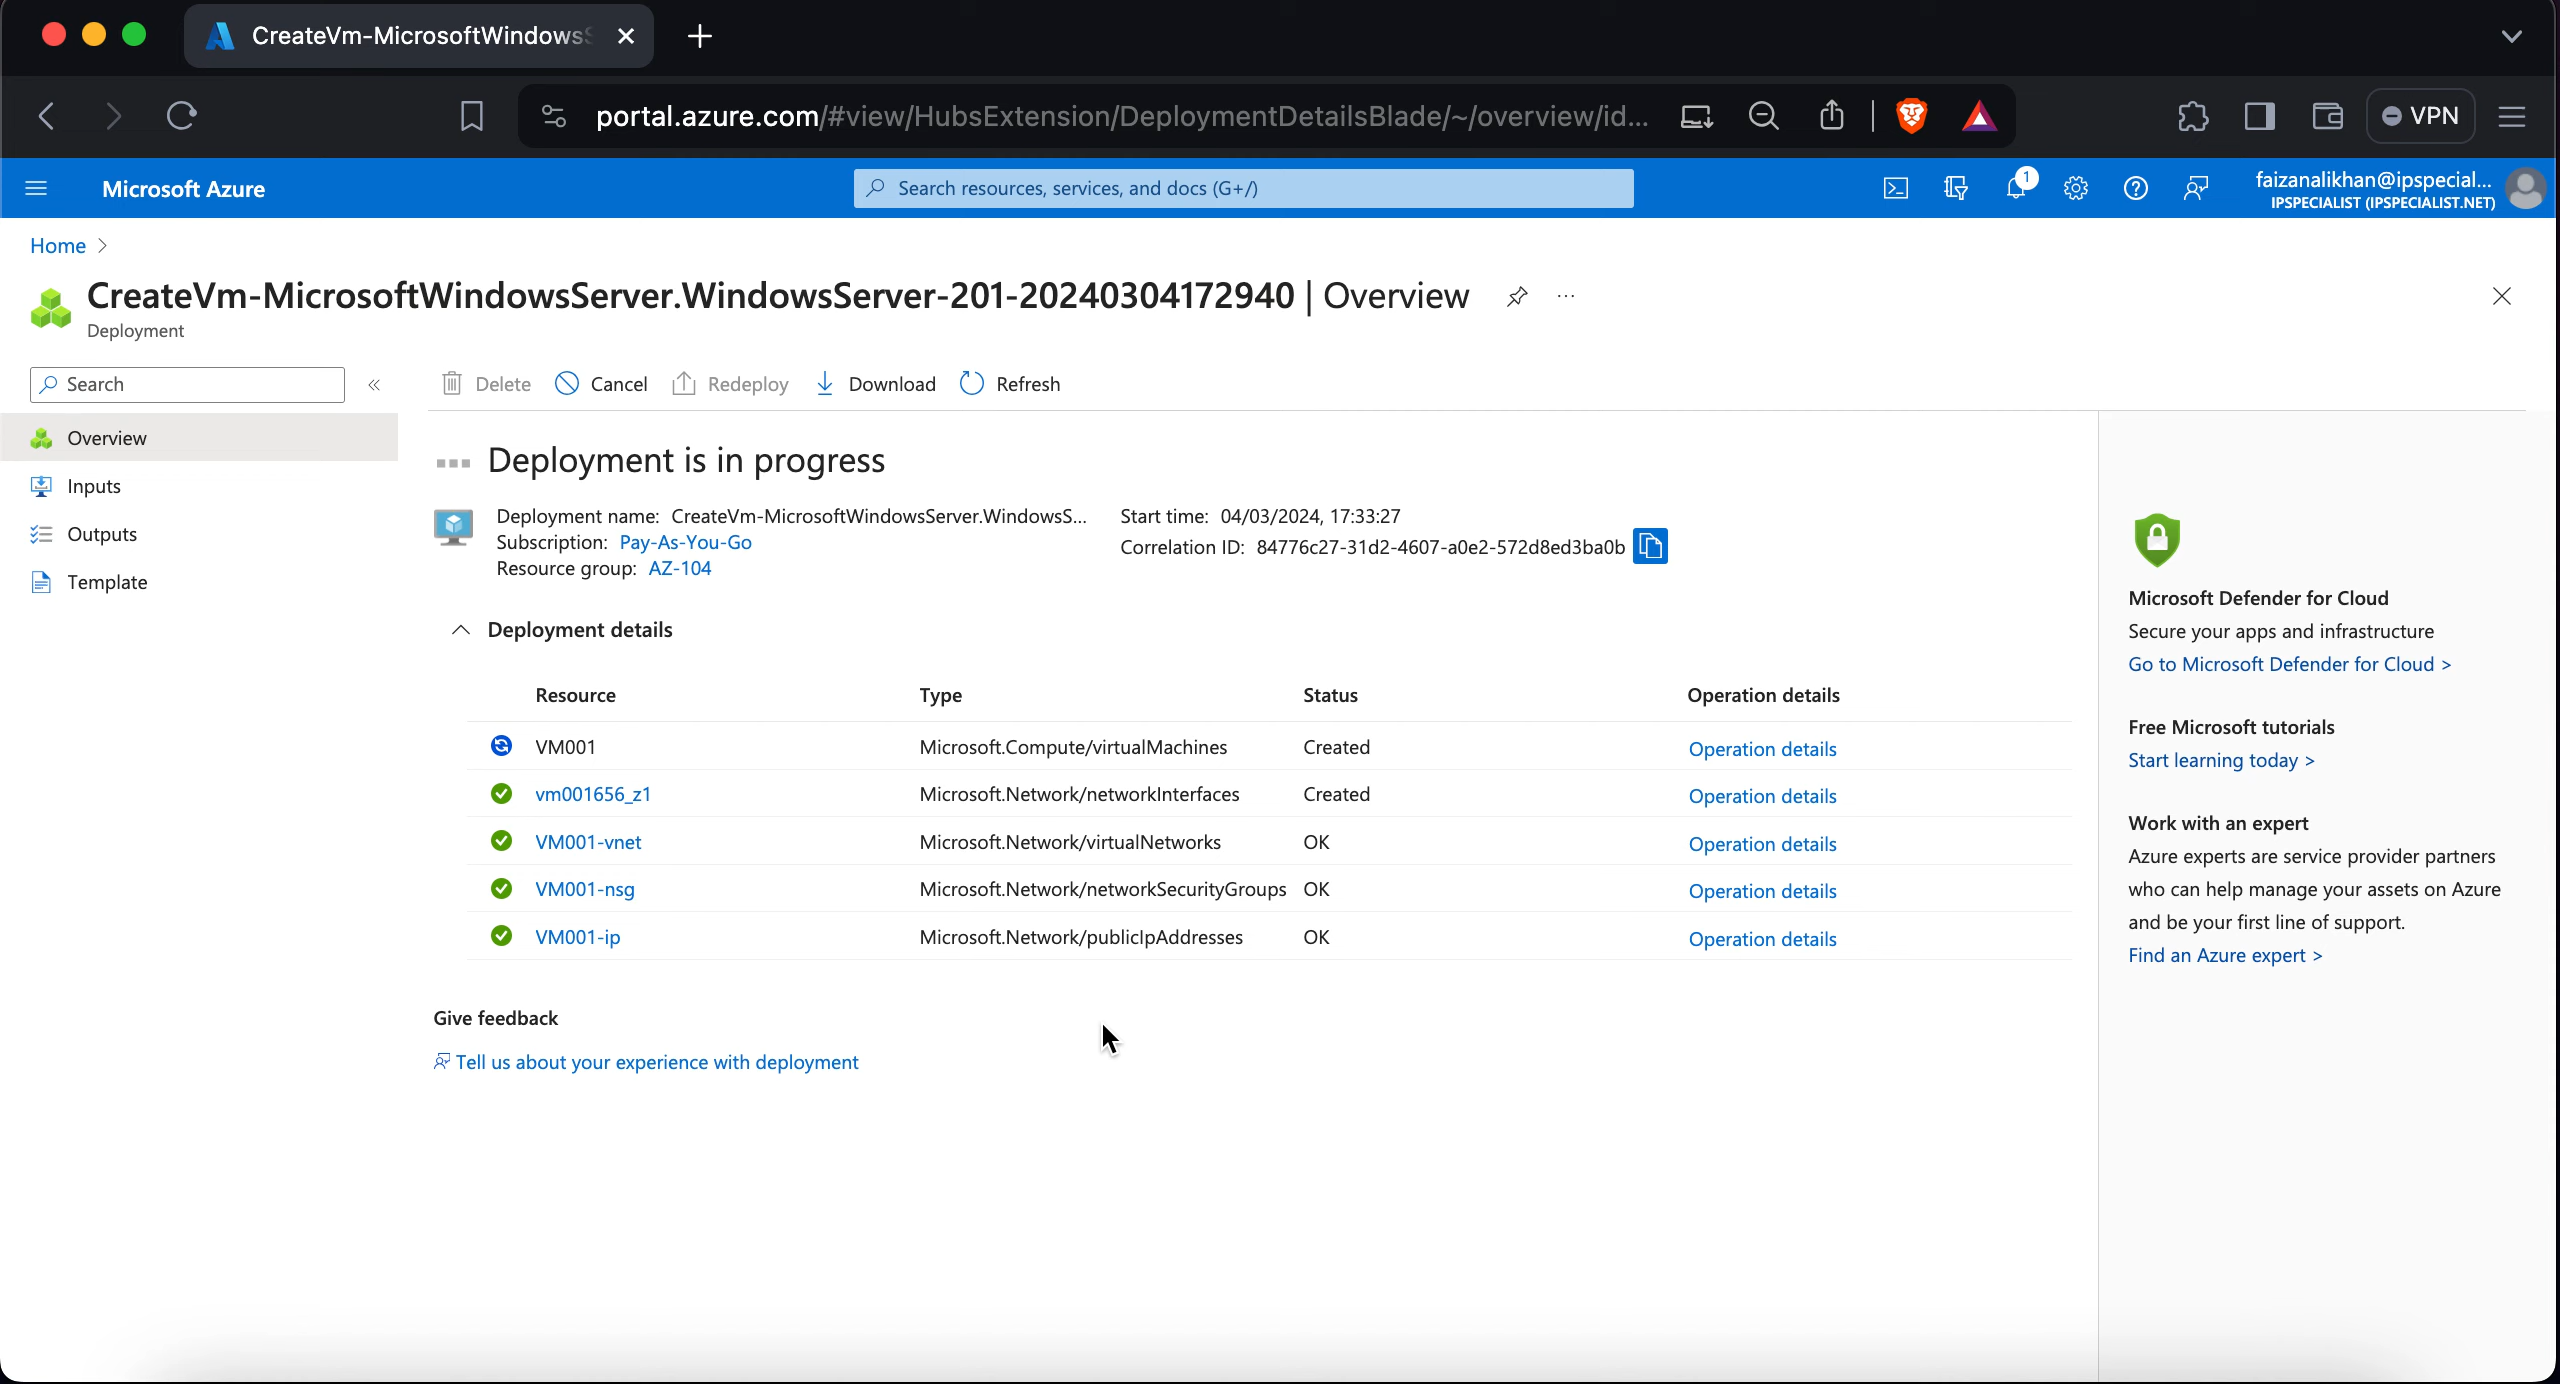 CreateVm-MicrosoftWindowsS
portal.azure.com/#view/HubsExtension/DeploymentDetailsBlade/~/overview/id...
VPN
Microsoft Azure
Search resources, services, and docs (G+/)
1
faizanalikhan@ipspecial...
IPSPECIALIST (IPSPECIALIST.NET)
Home >
CreateVm-MicrosoftWindowsServer.WindowsServer-201-20240304172940 | Overview
Deployment
Search
Delete Cancel Redeploy Download Refresh
Overview
Inputs
Outputs
Template
Deployment is in progress
Deployment name: CreateVm-MicrosoftWindowsServer.WindowsS...
Subscription: Pay-As-You-Go
Resource group: AZ-104
Start time: 04/03/2024, 17:33:27
Correlation ID: 84776c27-31d2-4607-a0e2-572d8ed3ba0b
Deployment details
Resource Type Status Operation details
VM001 Microsoft.Compute/virtualMachines Created Operation details
vm001656_z1 Microsoft.Network/networkInterfaces Created Operation details
VM001-vnet Microsoft.Network/virtualNetworks OK Operation details
VM001-nsg Microsoft.Network/networkSecurityGroups OK Operation details
VM001-ip Microsoft.Network/publicIpAddresses OK Operation details
Give feedback
Tell us about your experience with deployment
Microsoft Defender for Cloud
Secure your apps and infrastructure
Go to Microsoft Defender for Cloud >
Free Microsoft tutorials
Start learning today >
Work with an expert
Azure experts are service provider partners
who can help manage your assets on Azure
and be your first line of support.
Find an Azure expert >